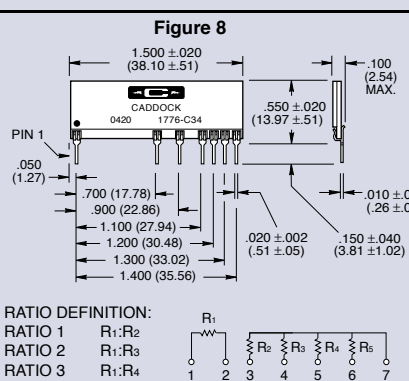 Figure 8
1.500 ±.020
(38.10 ±.51)
.100
(2.54)
MAX.
C
CADDOCK
0420 1776-C34
.550 ±.020
(13.97 ±.51)
PIN 1
.050
(1.27)
.700 (17.78)
.900 (22.86)
1.100 (27.94)
1.200 (30.48)
1.300 (33.02)
1.400 (35.56)
.020 ±.002
(.51 ±.05)
.150 ±.040
(3.81 ±1.02)
.010 ±.0
(.26 ±.0
RATIO DEFINITION:
RATIO 1 R1:R2
RATIO 2 R1:R3
RATIO 3 R1:R4
R1
R2 R3 R4 R5
1 2 3 4 5 6 7